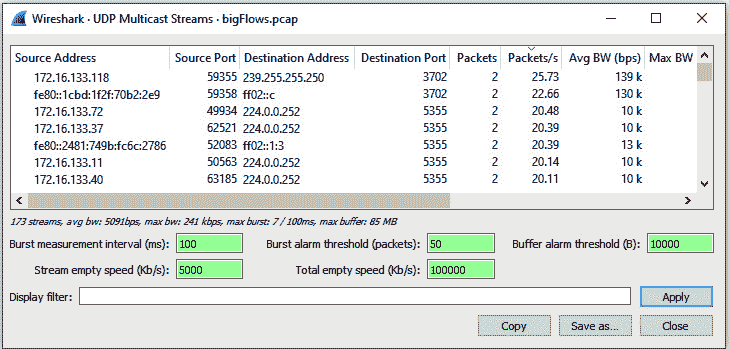 Wireshark · UDP Multicast Streams · bigFlows.pcap
Source Address Source Port Destination Address Destination Port Packets Packets/s Avg BW (bps) Max BW
172.16.133.118 59355 239.255.255.250 3702 2 25.73 139 k
fe80::1cbd:1f2f:70b2:2e9 59358 ff02::c 3702 2 22.66 130 k
172.16.133.72 49934 224.0.0.252 5355 2 20.48 10 k
172.16.133.37 62521 224.0.0.252 5355 2 20.39 10 k
fe80::2481:749b:fc6c:2786 52083 ff02::1:3 5355 2 20.39 13 k
172.16.133.11 50563 224.0.0.252 5355 2 20.14 10 k
172.16.133.40 63185 224.0.0.252 5355 2 20.11 10 k
173 streams, avg bw: 5091bps, max bw: 241 kbps, max burst: 7 / 100ms, max buffer: 85 MB
Burst measurement interval (ms): 100 Burst alarm threshold (packets): 50 Buffer alarm threshold (B): 10000
Stream empty speed (Kb/s): 5000 Total empty speed (Kb/s): 100000
Display filter: Apply
Copy Save as... Close